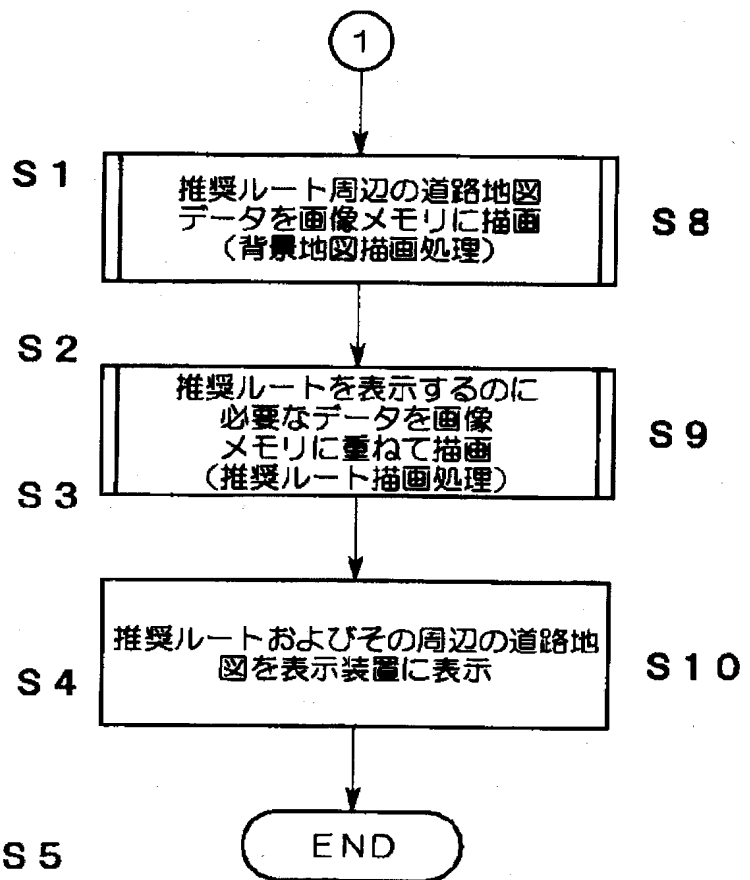 1
S1
推奨ルート周辺の道路地図
データを画像メモリに描画
(背景地図描画処理)
S8
S2
推奨ルートを表示するのに
必要なデータを画像
メモリに重ねて描画
(推奨ルート描画処理)
S9
S3
推奨ルートおよびその周辺の道路地
図を表示装置に表示
S4
S10
END
S5